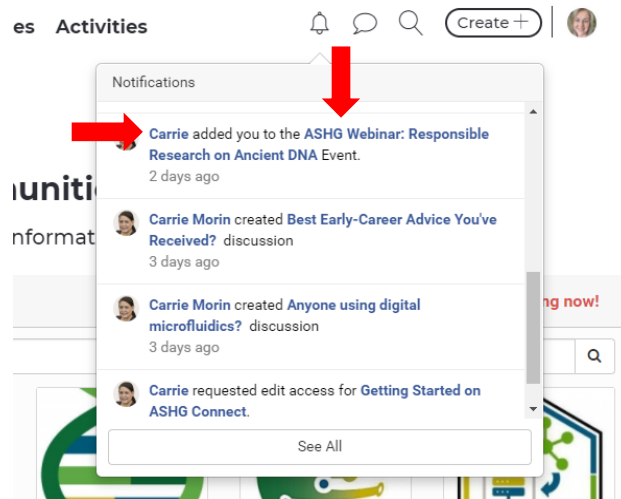 es Activities
Create +
Notifications
Carrie added you to the ASHG Webinar: Responsible
Research on Ancient DNA Event.
2 days ago
uniti
nformat
Carrie Morin created Best Early-Career Advice You've
Received? discussion
3 days ago
Carrie Morin created Anyone using digital
microfluidics? discussion
3 days ago
ng now!
Carrie requested edit access for Getting Started on
ASHG Connect.
See All